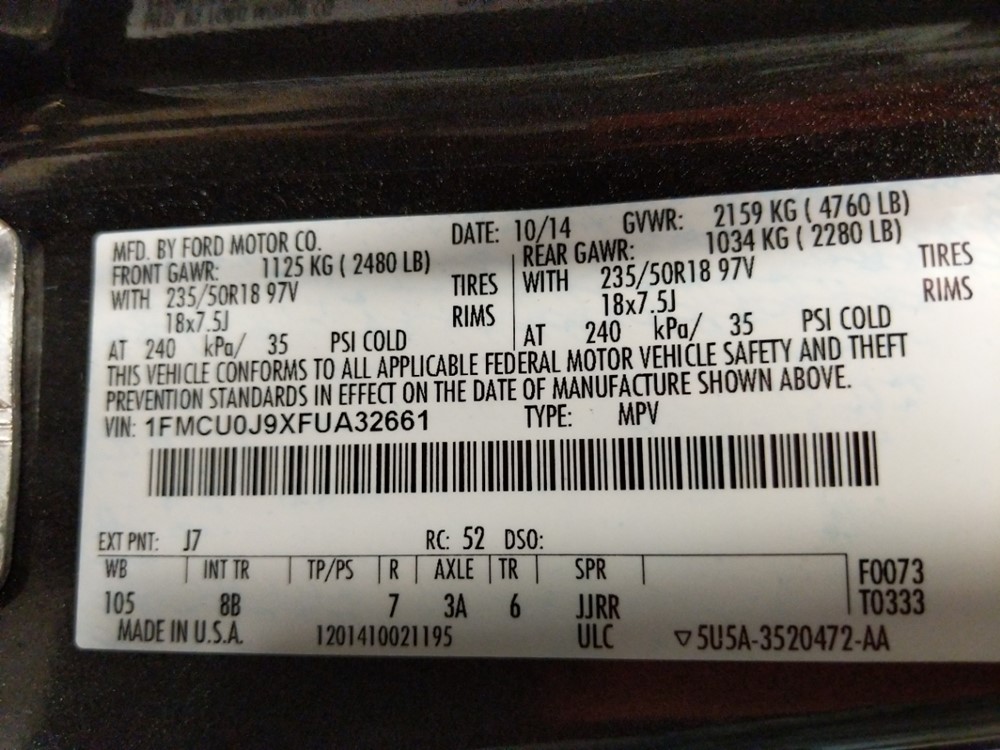 MFD. BY FORD MOTOR CO. DATE: 10/14 GVWR: 2159 KG ( 4760 LB)
FRONT GAWR: 1125 KG ( 2480 LB) REAR GAWR: 1034 KG ( 2280 LB)
WITH 235/50R18 97V TIRES WITH 235/50R18 97V TIRES
18x7.5J RIMS 18x7.5J RIMS
AT 240 kPa/ 35 PSI COLD AT 240 kPa/ 35 PSI COLD
THIS VEHICLE CONFORMS TO ALL APPLICABLE FEDERAL MOTOR VEHICLE SAFETY AND THEFT
PREVENTION STANDARDS IN EFFECT ON THE DATE OF MANUFACTURE SHOWN ABOVE.
VIN: 1FMCU0J9XFUA32661 TYPE: MPV
EXT PNT: J7 RC: 52 DSO:
WB INT TR TP/PS R AXLE TR SPR F0073
105 8B 7 3A 6 JJRR T0333
MADE IN U.S.A. 1201410021195 ULC ▽5U5A-3520472-AA